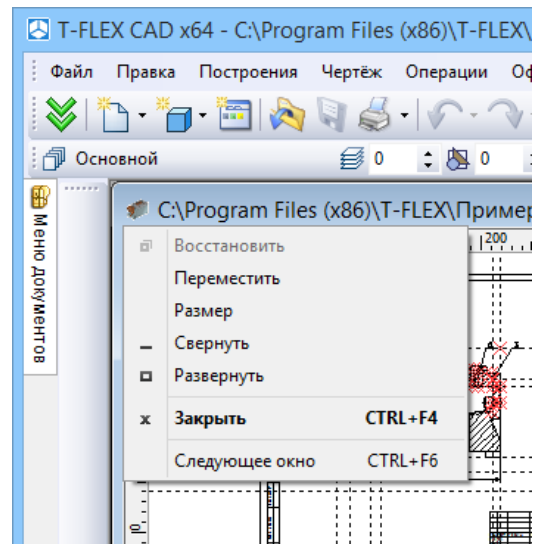 T-FLEX CAD x64 - C:\Program Files (x86)\T-FLEX\
Файл Правка Построения Чертёж Операции
Основной 0 0
Меню документов
C:\Program Files (x86)\T-FLEX\Ример
200
Восстановить
Переместить
Размер
Свернуть
Развернуть
Закрыть CTRL+F4
Следующее окно CTRL+F6